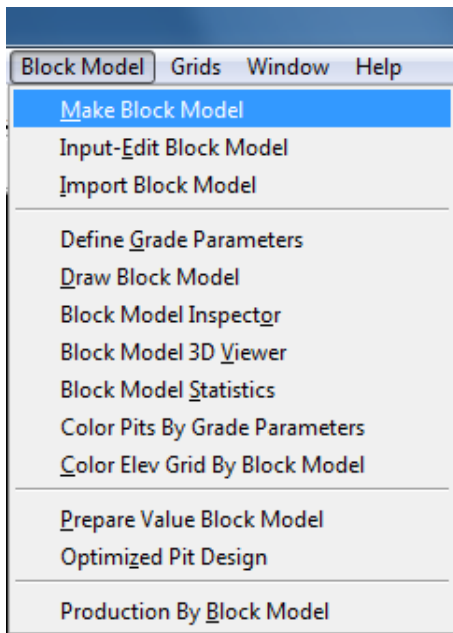 Block Model Grids Window Help
Make Block Model
Input-Edit Block Model
Import Block Model
Define Grade Parameters
Draw Block Model
Block Model Inspector
Block Model 3D Viewer
Block Model Statistics
Color Pits By Grade Parameters
Color Elev Grid By Block Model
Prepare Value Block Model
Optimized Pit Design
Production By Block Model